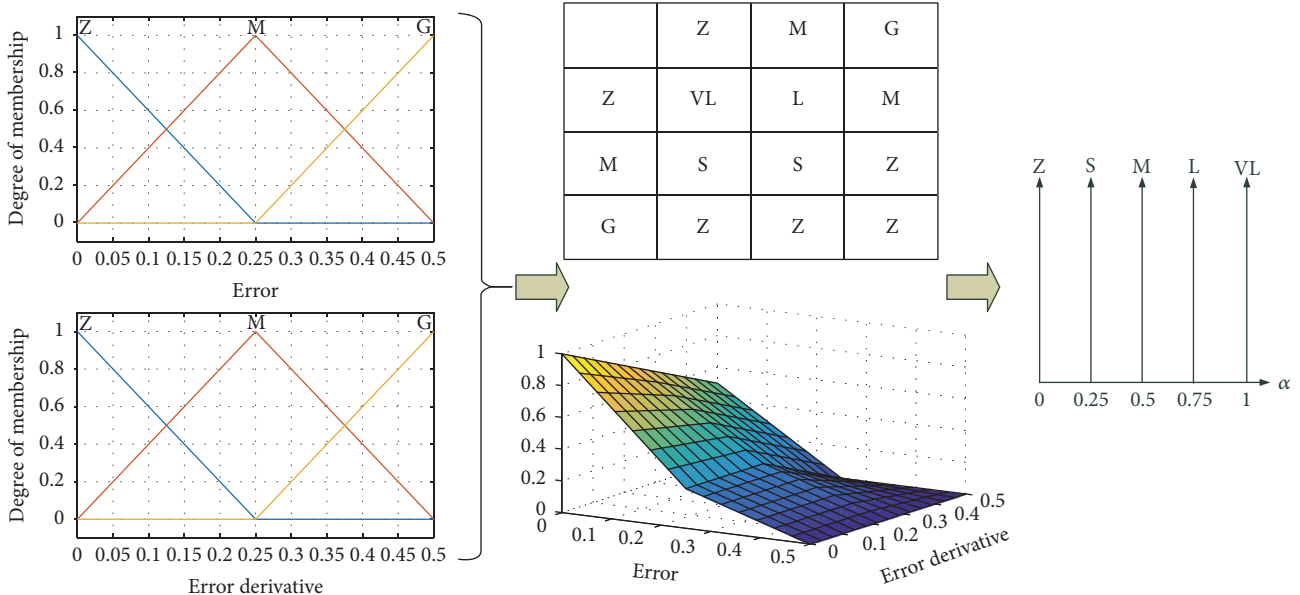 Z M G
Degree of membership
1
0.8
0.6
0.4
0.2
0
0 0.05 0.1 0.15 0.2 0.25 0.3 0.35 0.4 0.45 0.5
Error
Z M G
Degree of membership
1
0.8
0.6
0.4
0.2
0
0 0.05 0.1 0.15 0.2 0.25 0.3 0.35 0.4 0.45 0.5
Error derivative
Z M G
Z VL L M
M S S Z
G Z Z Z
1
0.8
0.6
0.4
0.2
0
0 0.1 0.2 0.3 0.4 0.5
Error
0 0.1 0.2 0.3 0.4 0.5
Error derivative
Z S M L VL
α
0 0.25 0.5 0.75 1